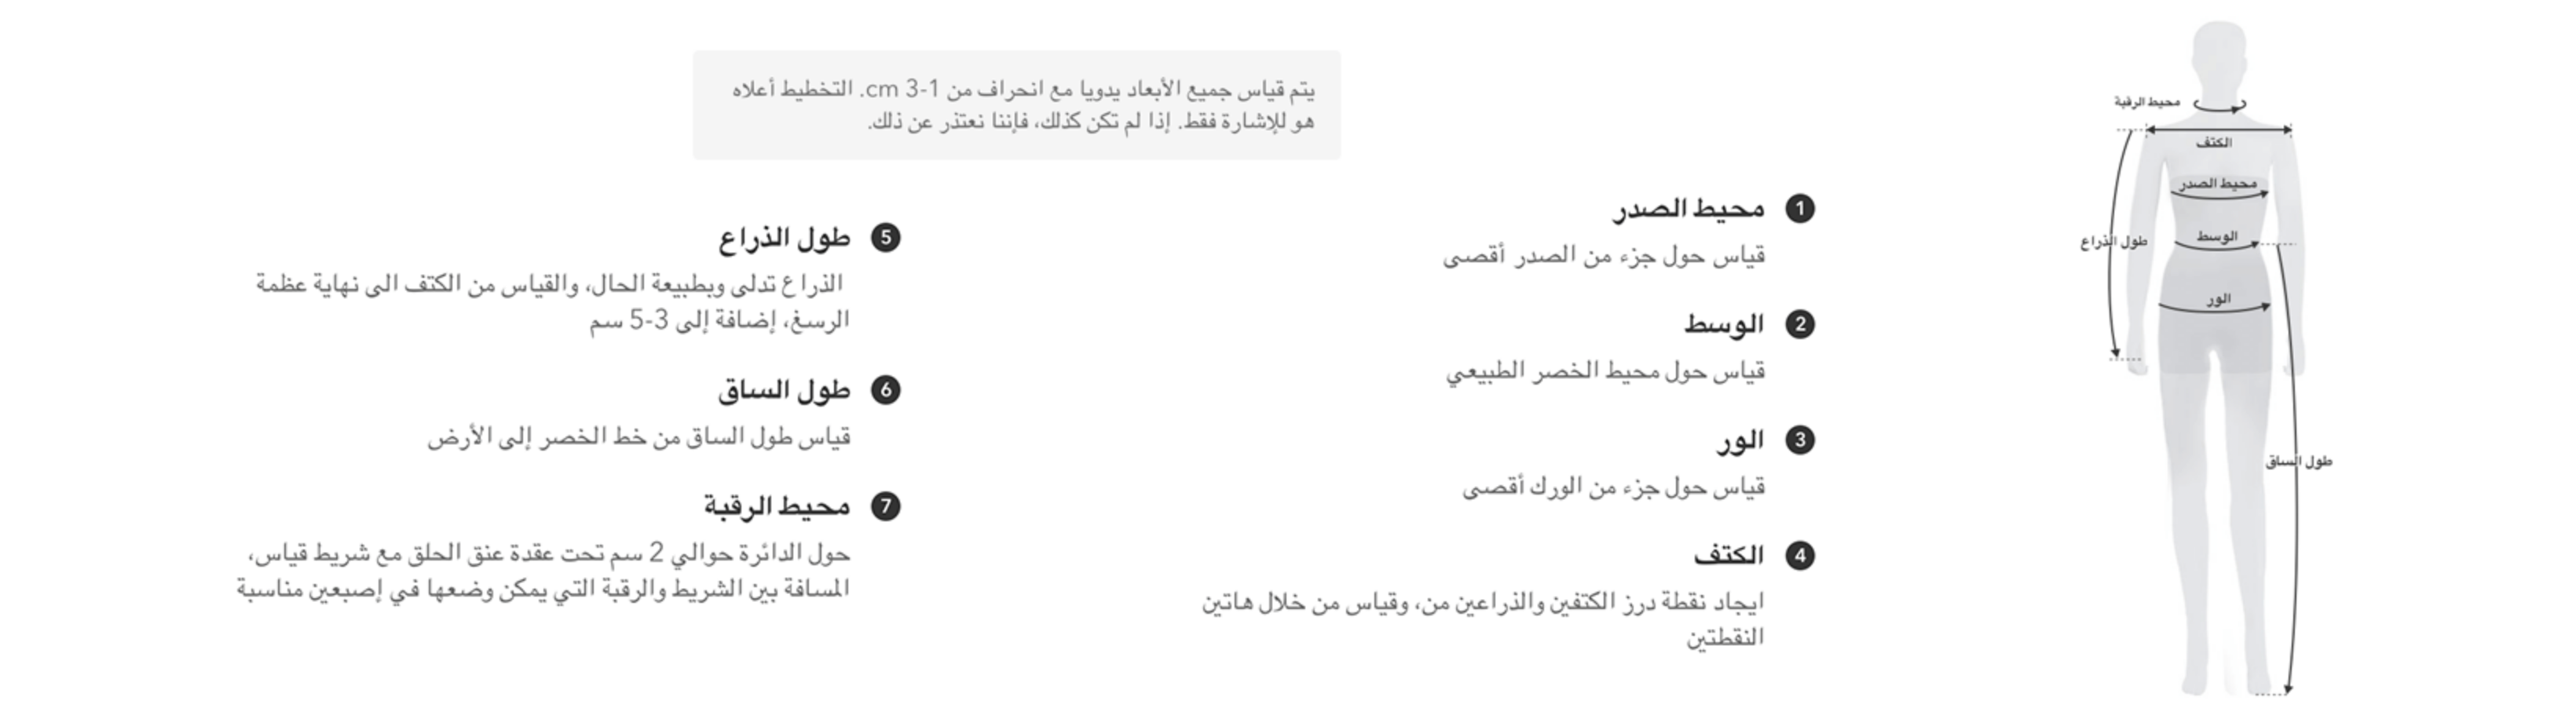 يتم قياس جميع الأبعاد يدويا مع انحراف من 1-3 cm. التخطيط أعلاه
هو للإشارة فقط. إذا لم تكن كذلك، فإننا نعتذر عن ذلك.
1 محيط الصدر
قياس حول جزء من الصدر أقصى
2 الوسط
قياس حول محيط الخصر الطبيعي
3 الور
قياس حول جزء من الورك أقصى
4 الكتف
ايجاد نقطة درز الكتفين والذراعين من، وقياس من خلال هاتين
النقطتين
5 طول الذراع
الذراع تدلى وبطبيعة الحال، والقياس من الكتف الى نهاية عظمة
الرسغ، إضافة إلى 3-5 سم
6 طول الساق
قياس طول الساق من خط الخصر إلى الأرض
7 محيط الرقبة
حول الدائرة حوالي 2 سم تحت عقدة عنق الحلق مع شريط قياس،
المسافة بين الشريط والرقبة التي يمكن وضعها في إصبعين مناسبة
محيط الرقبة
الكتف
محيط الصدر
الوسط
طول الذراع
الور
طول الساق